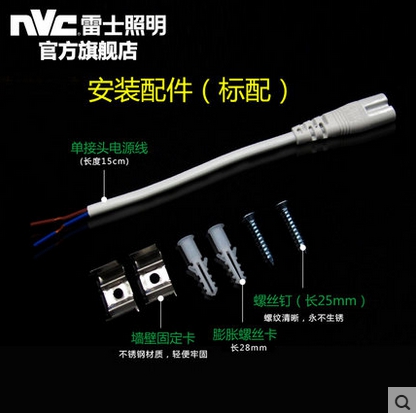 NVC 雷士照明
官方旗舰店
安装配件（标配）
单接头电源线
(长度15cm)
螺丝钉（长25mm）
螺纹清晰，永不生锈
墙壁固定卡
不锈钢材质，轻便牢固
膨胀螺丝卡
长28mm